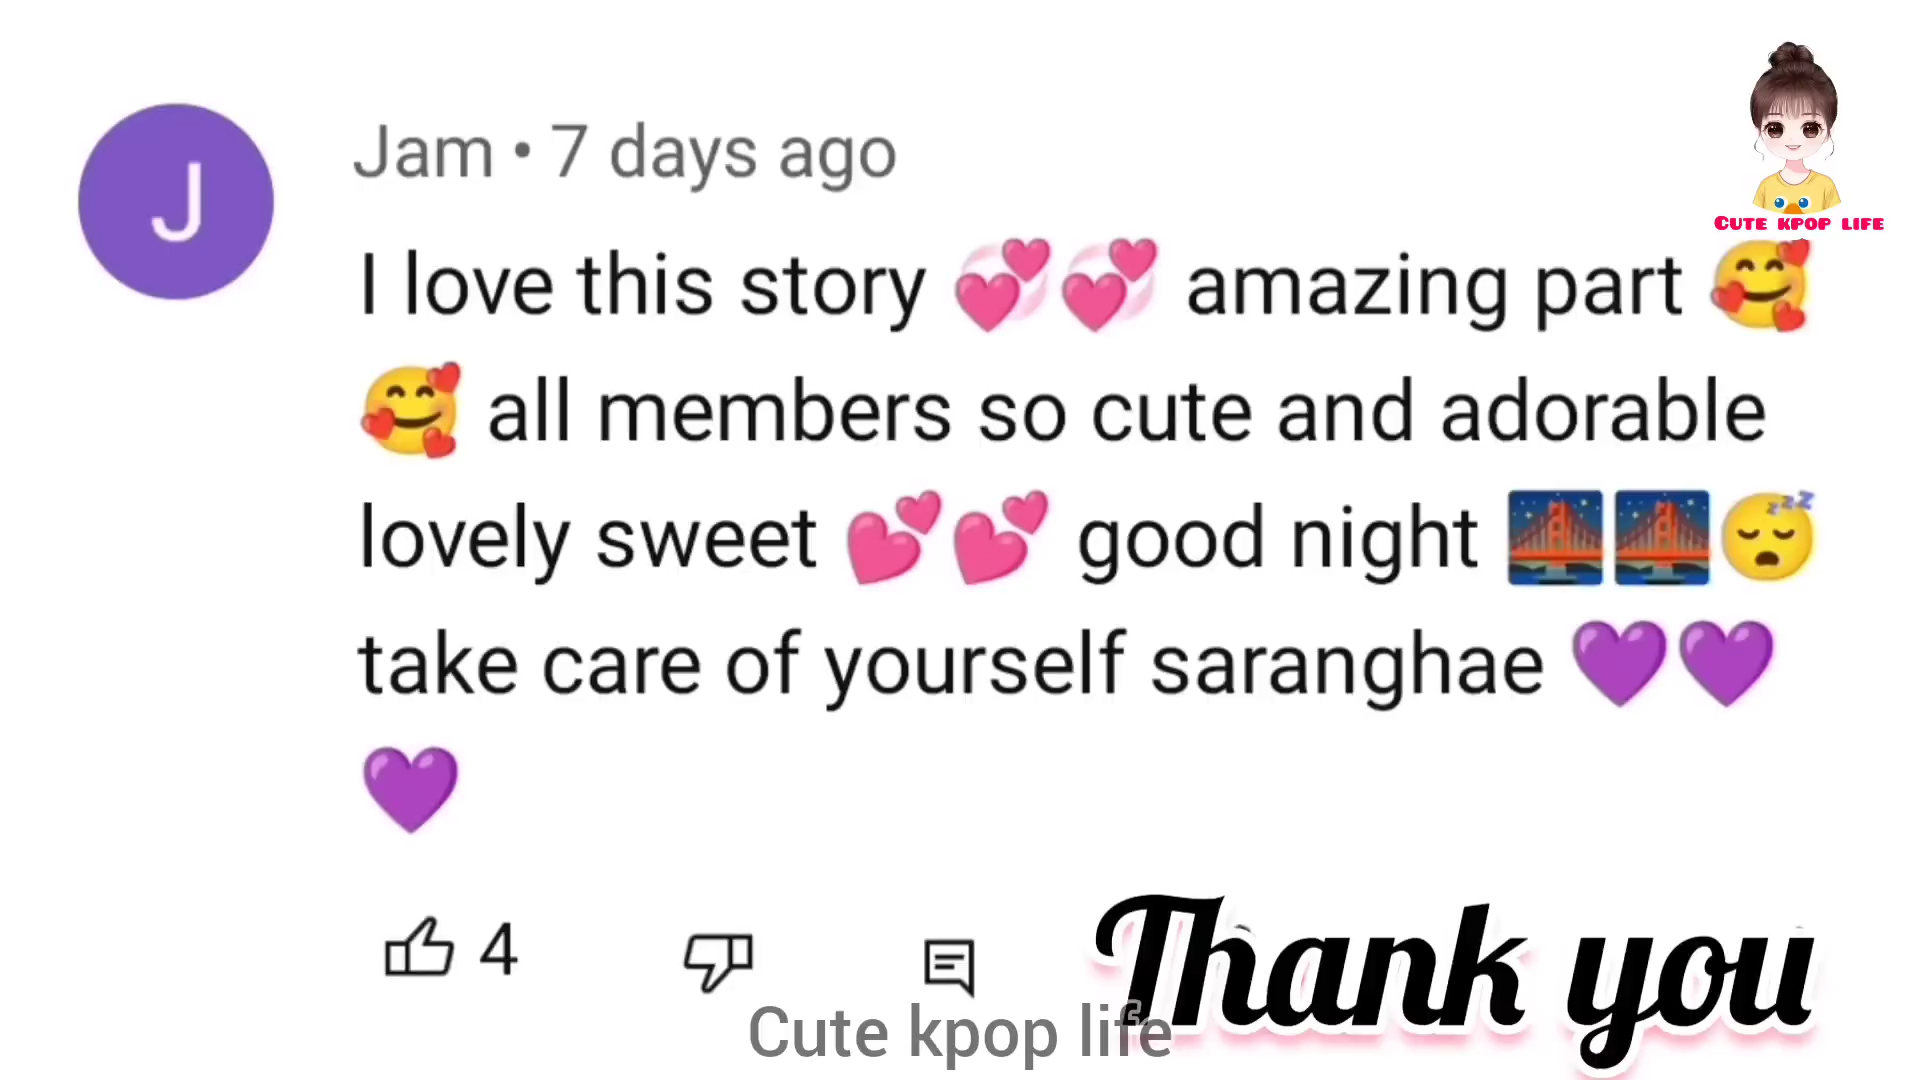 J
Jam • 7 days ago
CUTE KPOP LIFE
I love this story 💞💞 amazing part 🥰
🥰 all members so cute and adorable
lovely sweet 💕💕 good night 🌉🌉😴
take care of yourself saranghae 💜💜
💜
4
Thank you
Cute kpop life